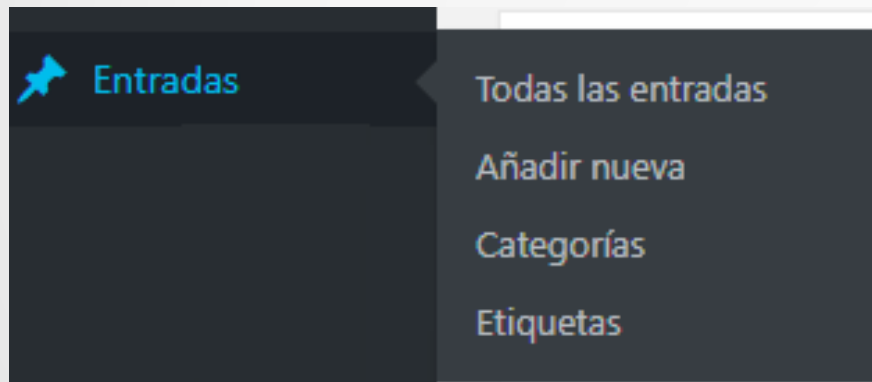 Entradas
Todas las entradas
Añadir nueva
Categorías
Etiquetas